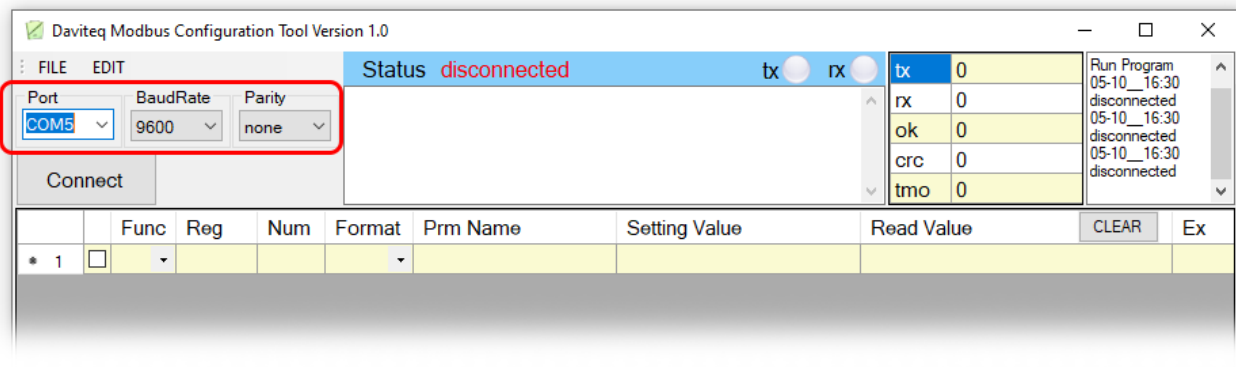 Daviteq Modbus Configuration Tool Version 1.0
FILE EDIT
Status disconnected tx rx
Port BaudRate Parity
COM5 9600 none
Connect
tx 0
rx 0
ok 0
crc 0
tmo 0
Run Program
05-10__16:30
disconnected
05-10__16:30
disconnected
05-10__16:30
disconnected
Func Reg Num Format Prm Name Setting Value Read Value CLEAR Ex
* 1